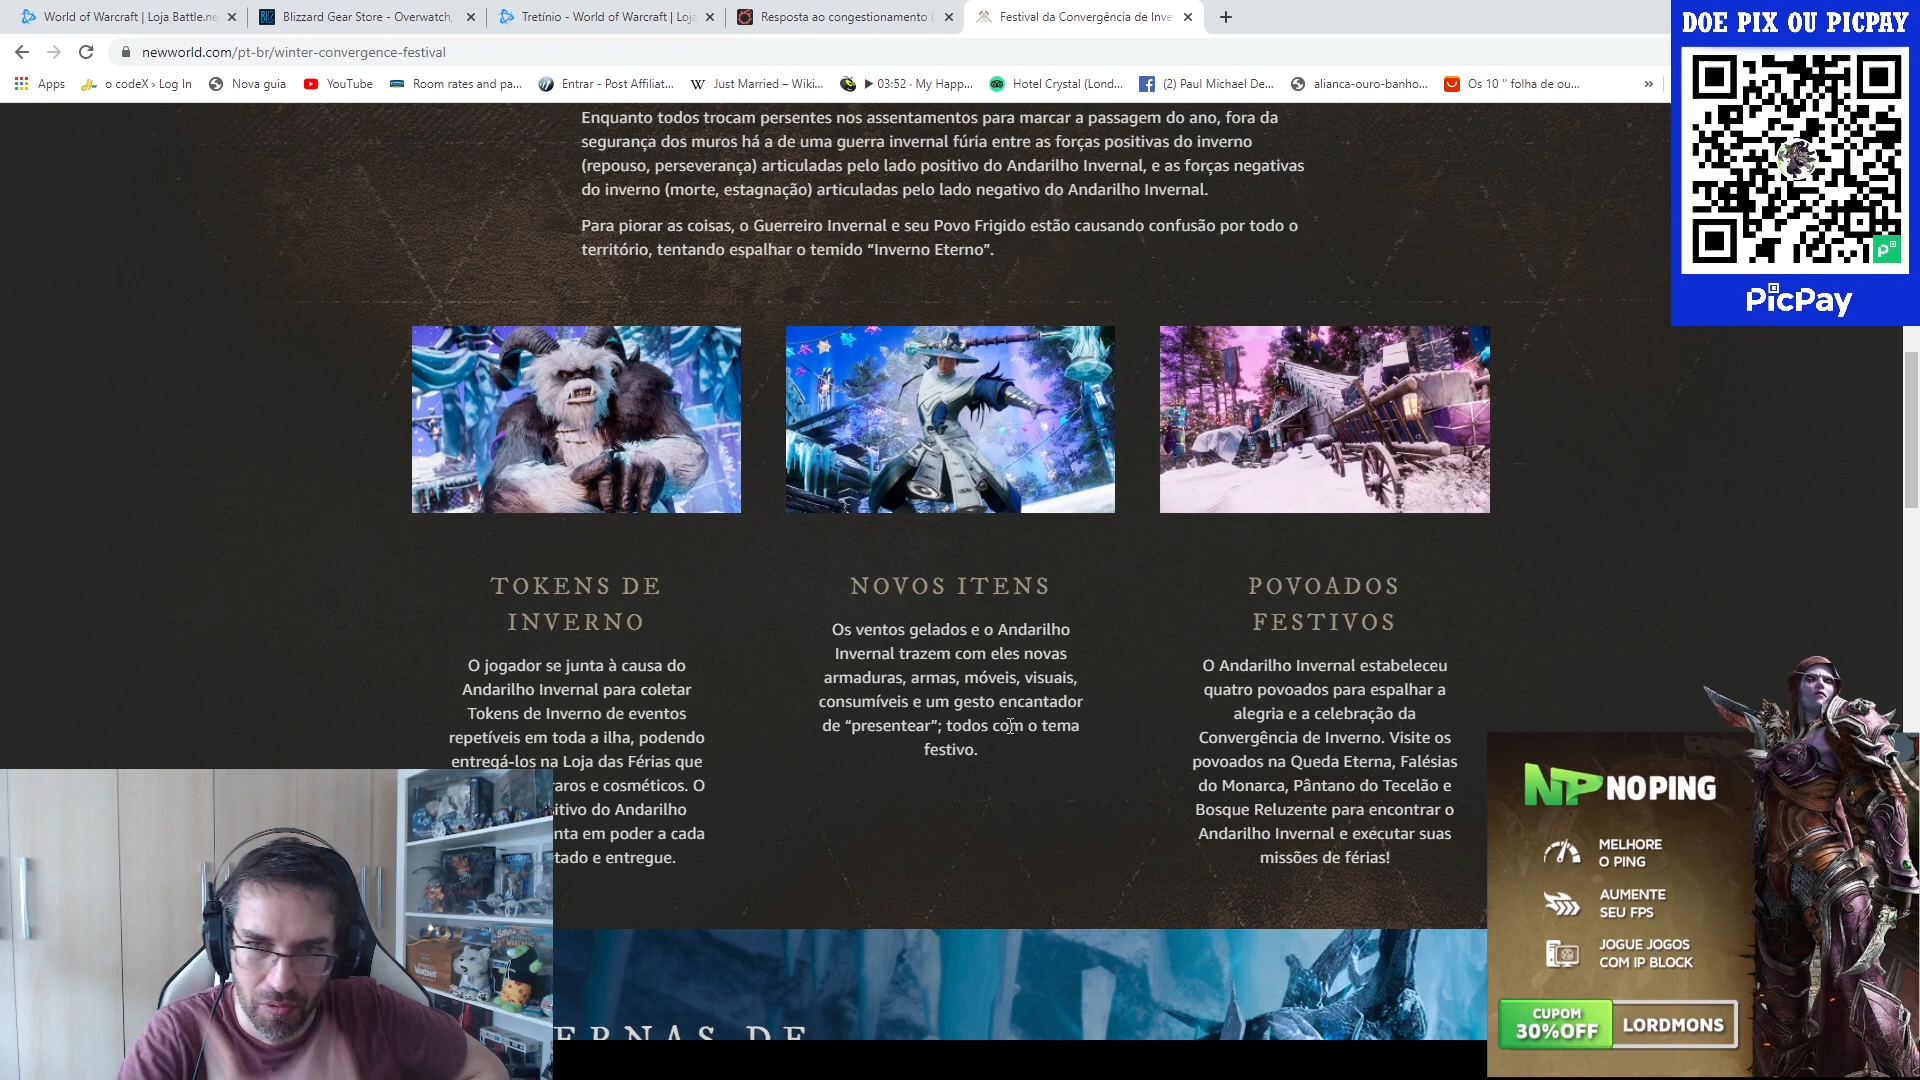 World of Warcraft | Loja Battle.ne
Blizzard Gear Store - Overwatch,
Tretínio - World of Warcraft | Loja
Resposta ao congestionamento (
Festival da Convergência de Inve
newworld.com/pt-br/winter-convergence-festival
Apps
o codeX › Log In
Nova guia
YouTube
Room rates and pa...
Entrar - Post Affiliat...
Just Married – Wiki...
▶ 03:52 · My Happ...
Hotel Crystal (Lond...
(2) Paul Michael De...
alianca-ouro-banho...
Os 10 " folha de ou...
»
DOE PIX OU PICPAY
PicPay
Enquanto todos trocam persentes nos assentamentos para marcar a passagem do ano, fora da
segurança dos muros há a de uma guerra invernal fúria entre as forças positivas do inverno
(repouso, perseverança) articuladas pelo lado positivo do Andarilho Invernal, e as forças negativas
do inverno (morte, estagnação) articuladas pelo lado negativo do Andarilho Invernal.
Para piorar as coisas, o Guerreiro Invernal e seu Povo Frigido estão causando confusão por todo o
território, tentando espalhar o temido “Inverno Eterno”.
TOKENS DE
INVERNO
O jogador se junta à causa do
Andarilho Invernal para coletar
Tokens de Inverno de eventos
repetíveis em toda a ilha, podendo
entregá-los na Loja das Férias que
aros e cosméticos. O
itivo do Andarilho
nta em poder a cada
tado e entregue.
NOVOS ITENS
Os ventos gelados e o Andarilho
Invernal trazem com eles novas
armaduras, armas, móveis, visuais,
consumíveis e um gesto encantador
de “presentear”; todos com o tema
festivo.
POVOADOS
FESTIVOS
O Andarilho Invernal estabeleceu
quatro povoados para espalhar a
alegria e a celebração da
Convergência de Inverno. Visite os
povoados na Queda Eterna, Falésias
do Monarca, Pântano do Tecelão e
Bosque Reluzente para encontrar o
Andarilho Invernal e executar suas
missões de férias!
ERNAS DE
NP NOPING
MELHORE
O PING
AUMENTE
SEU FPS
JOGUE JOGOS
COM IP BLOCK
CUPOM
30%OFF
LORDMONS